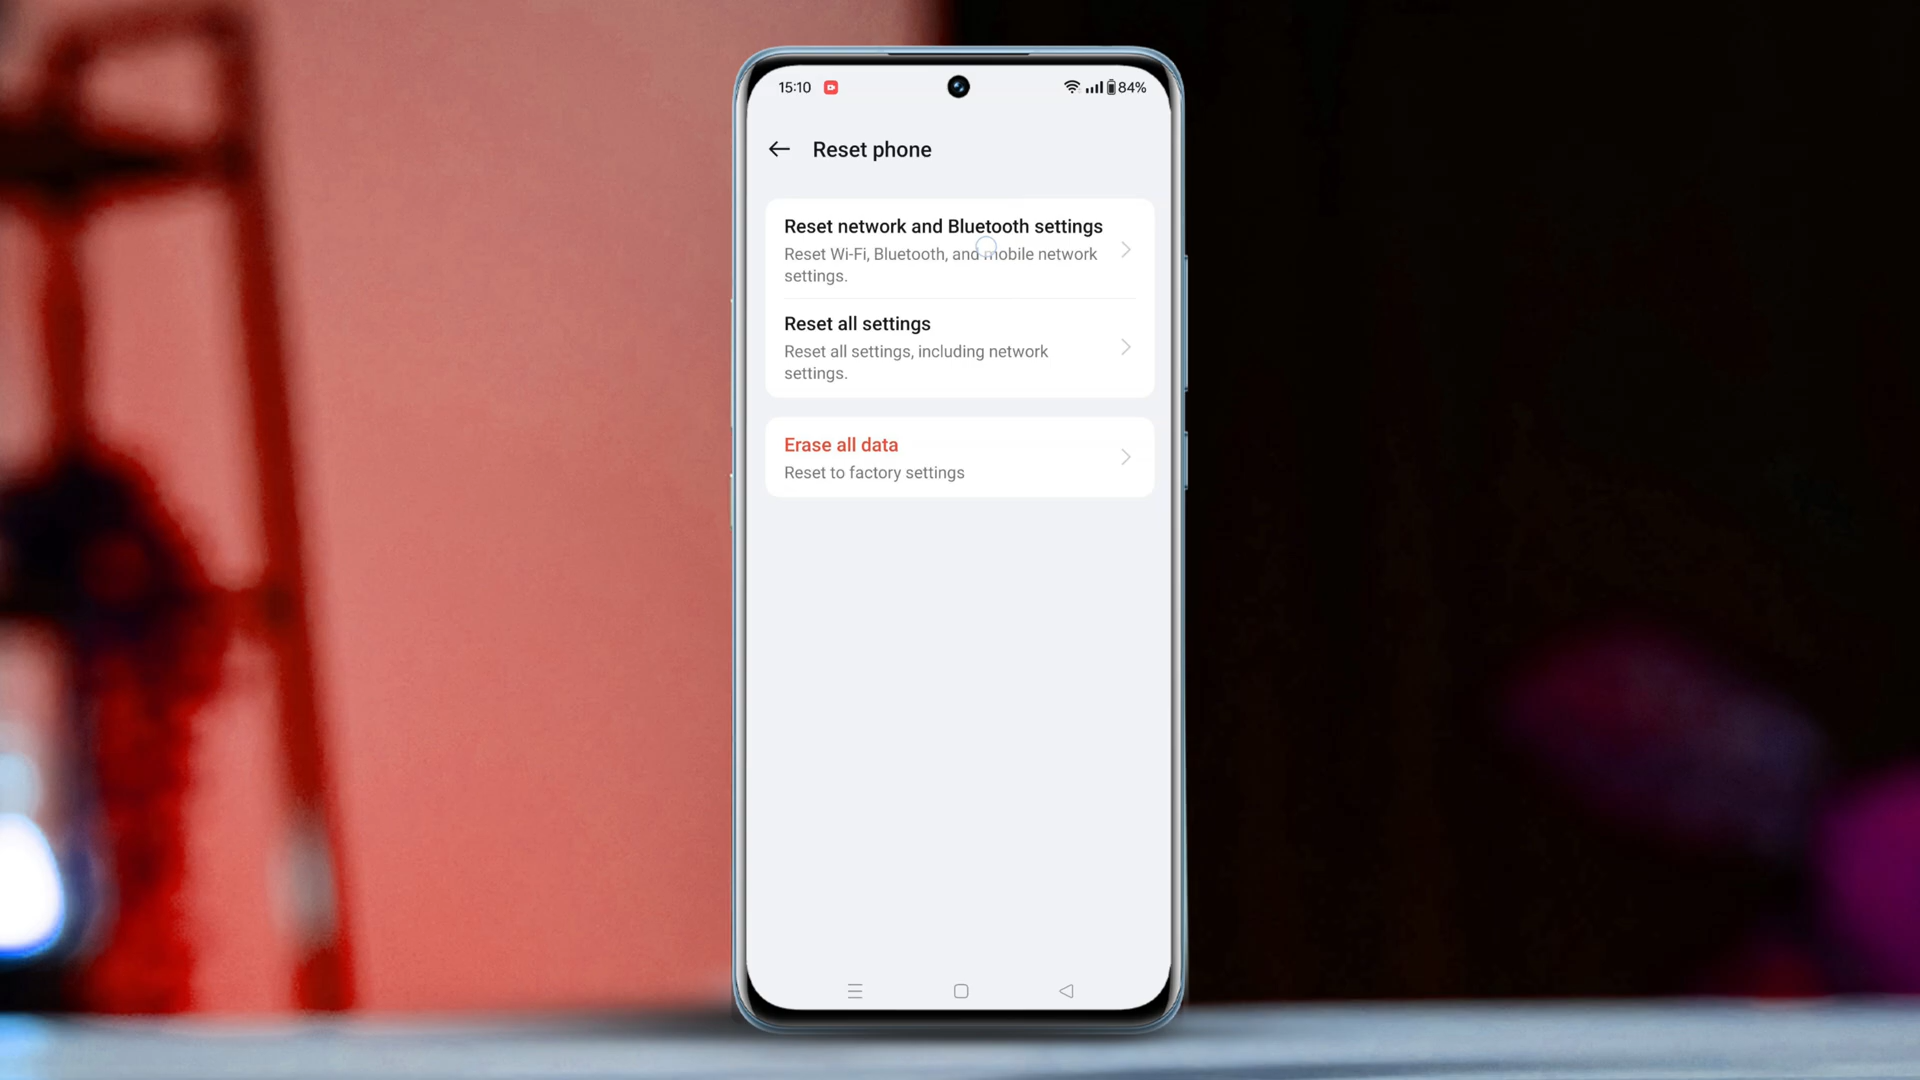 15:10 84%
Reset phone
Reset network and Bluetooth settings
Reset Wi-Fi, Bluetooth, and mobile network
settings.
Reset all settings
Reset all settings, including network
settings.
Erase all data
Reset to factory settings